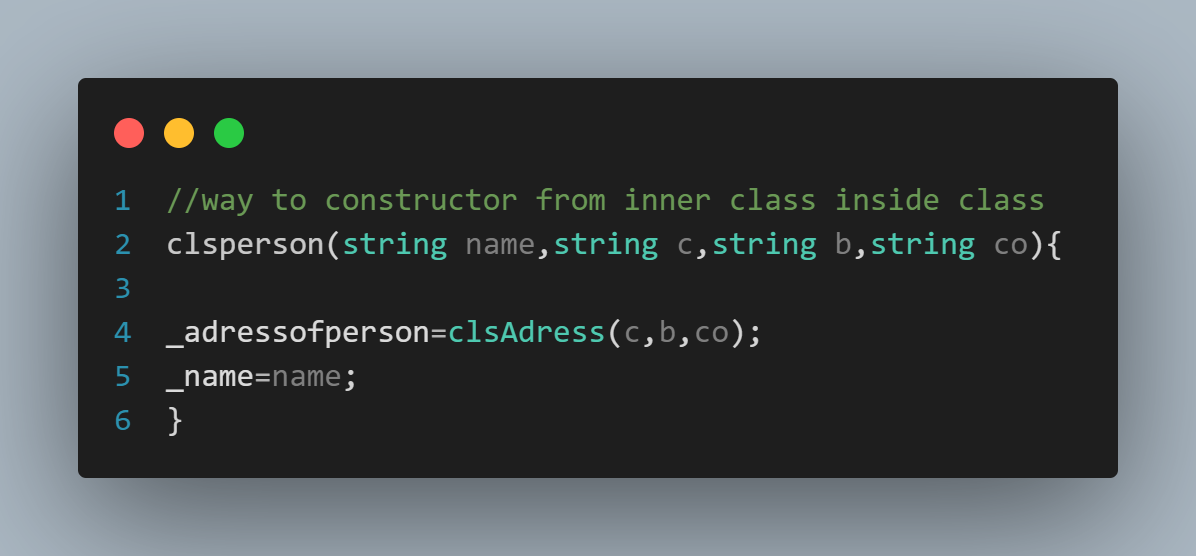 1 //way to constructor from inner class inside class
2 clsperson(string name,string c,string b,string co){
3
4 _adressofperson=clsAdress(c,b,co);
5 _name=name;
6 }